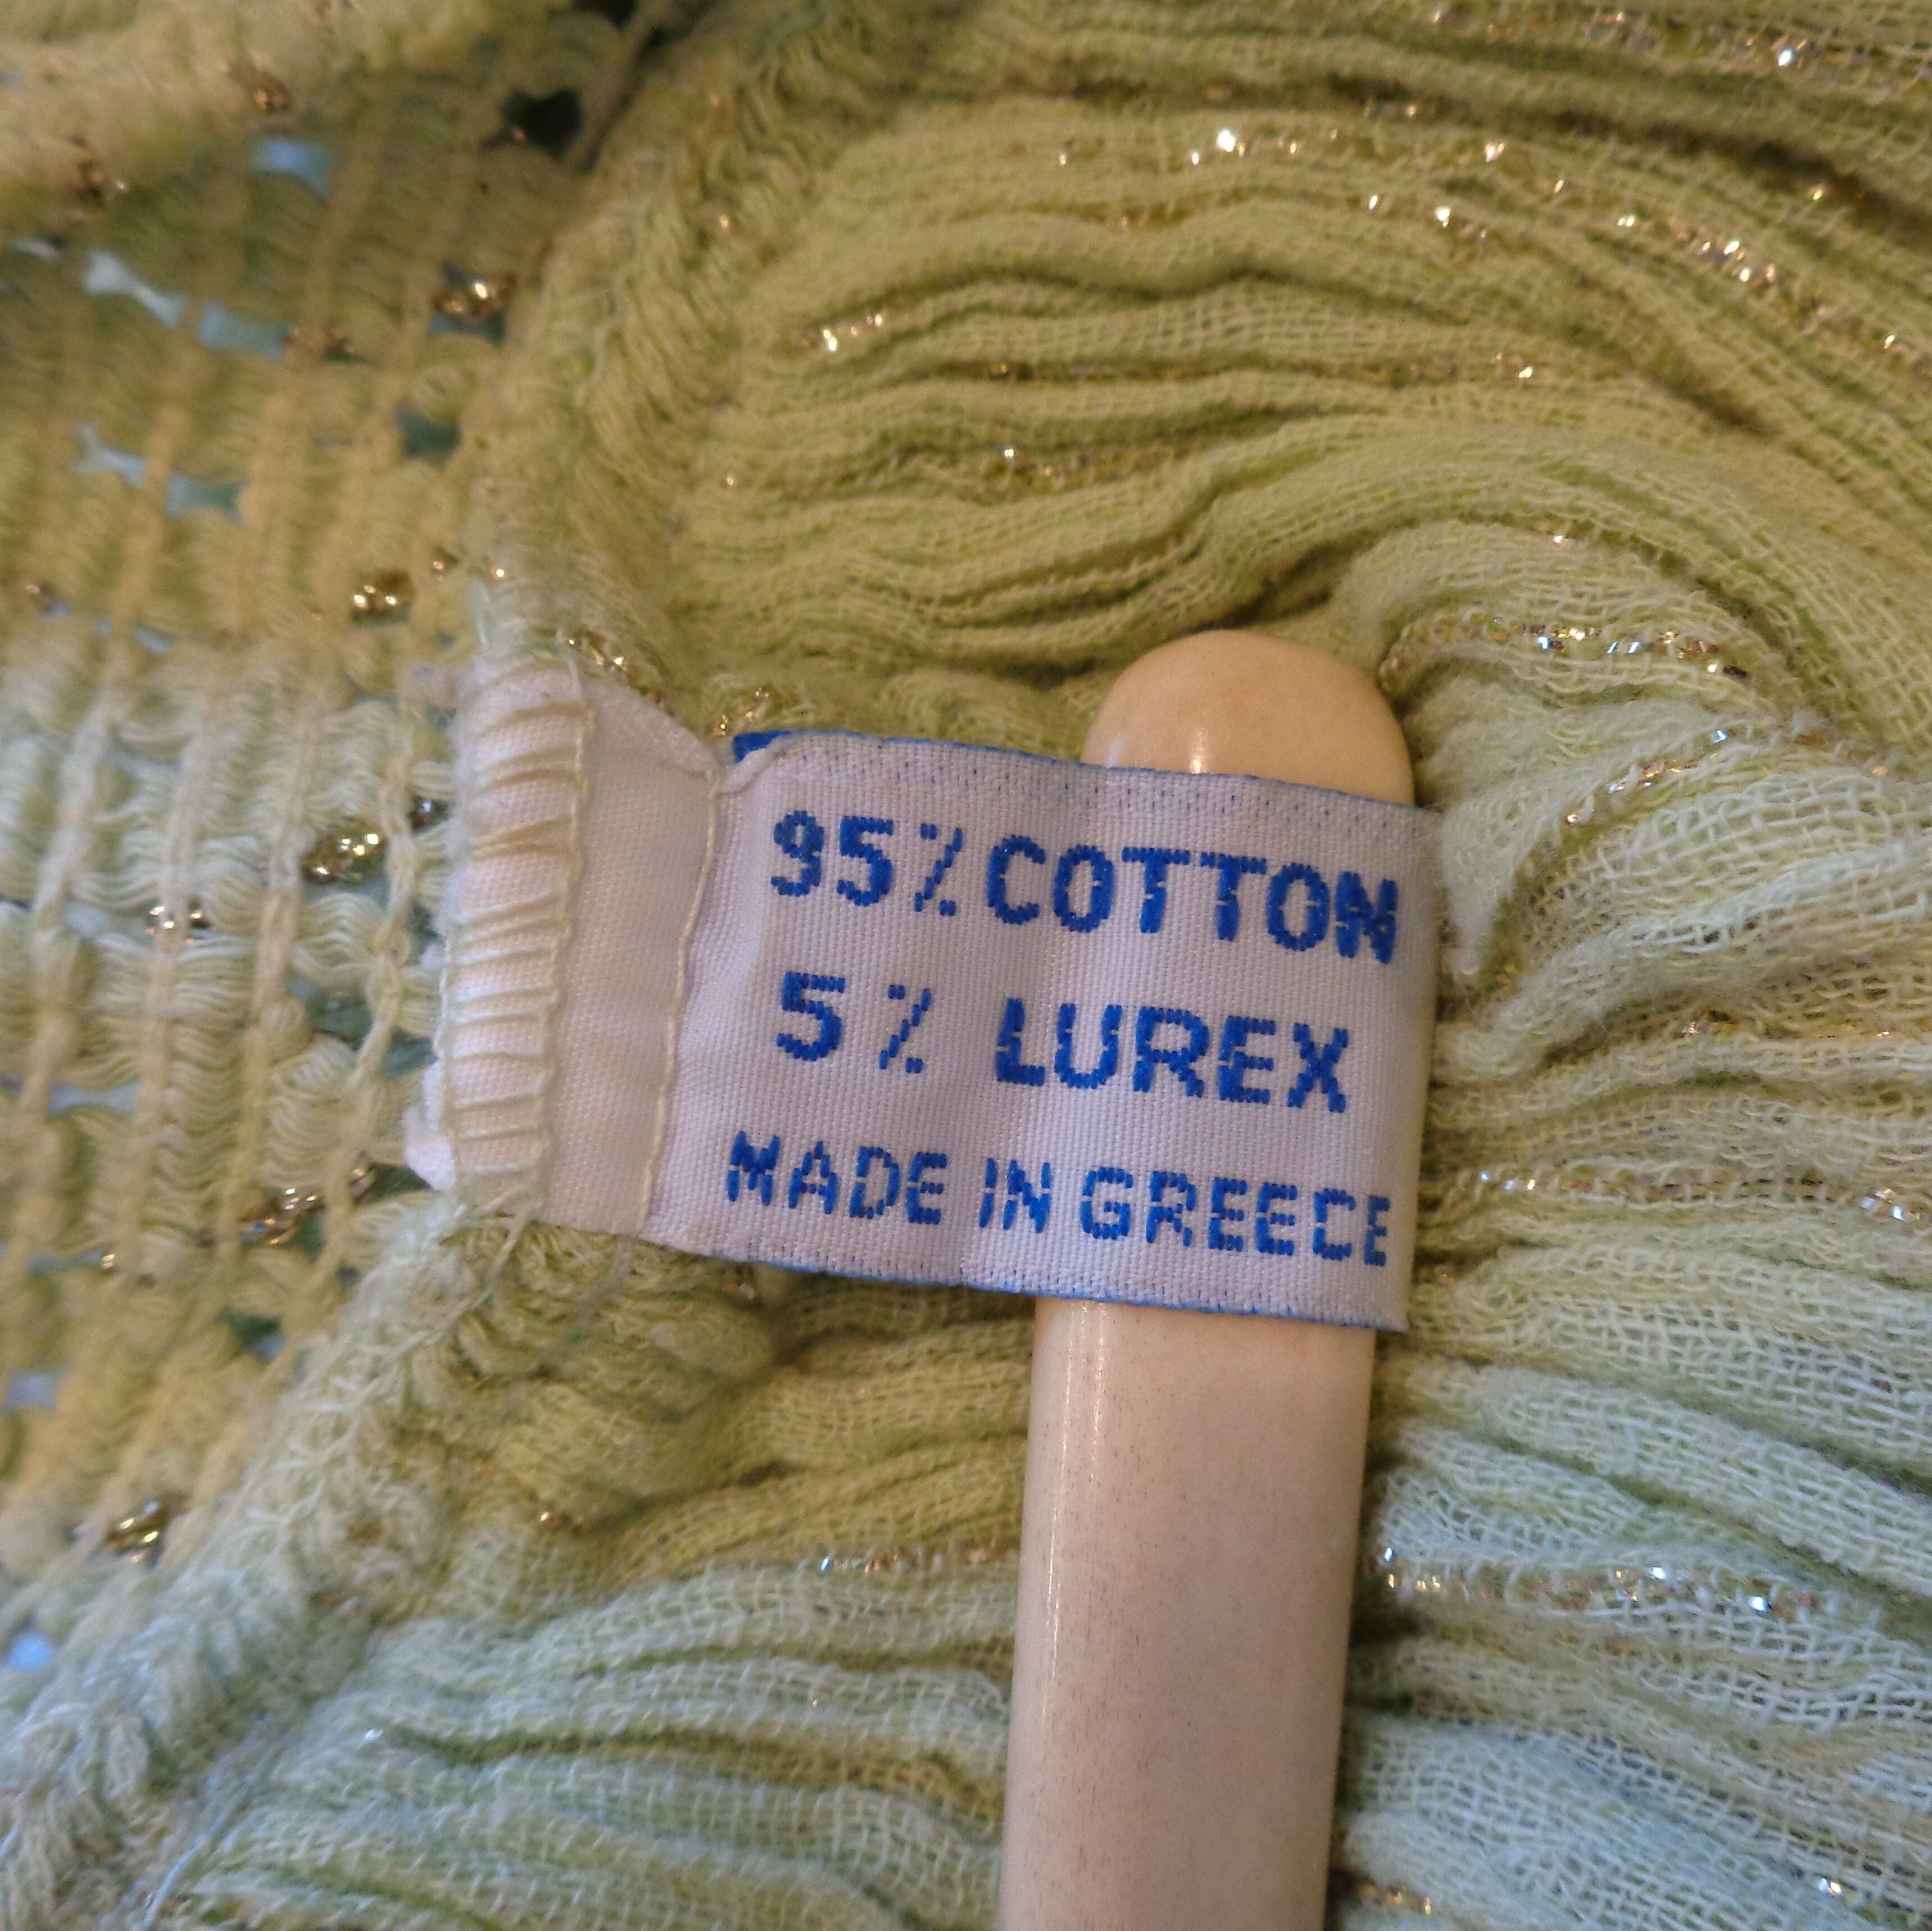 95% COTTON
5% LUREX
MADE IN GREECE